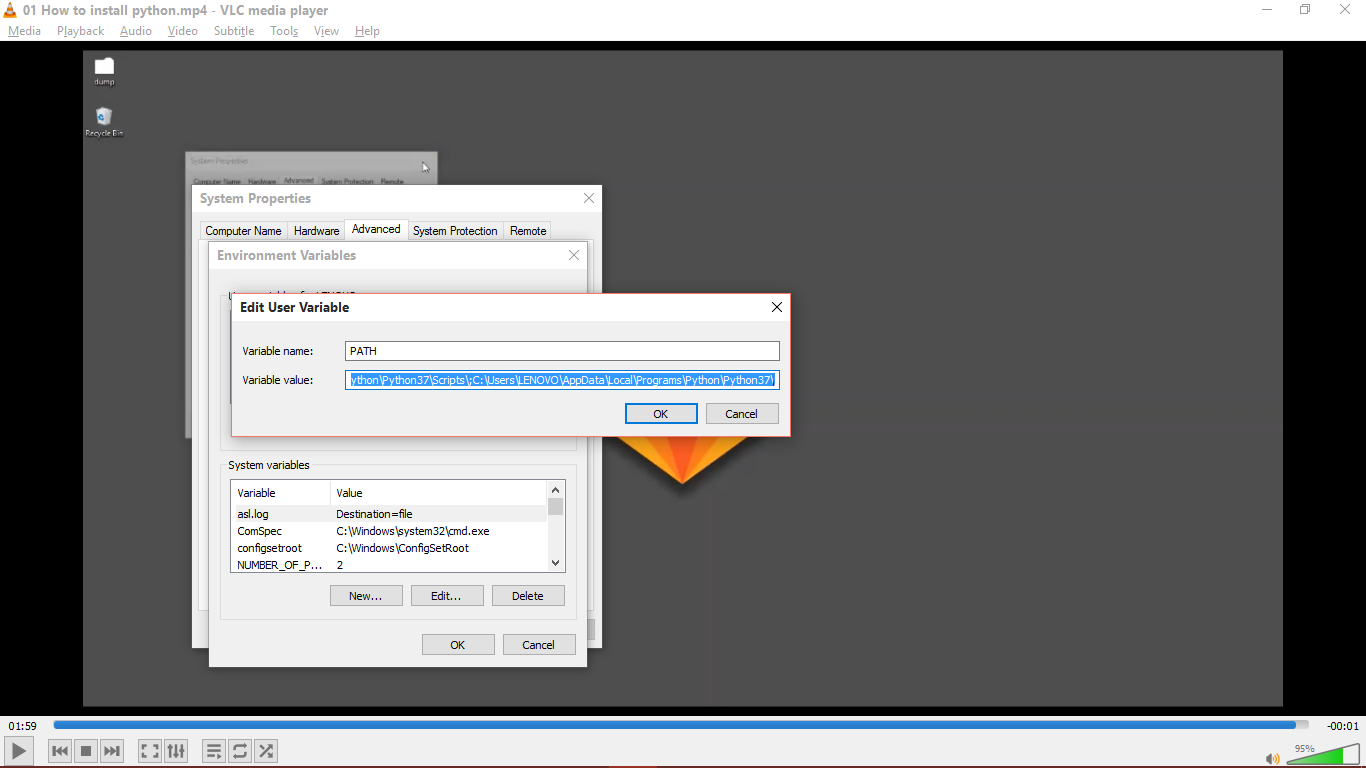 01 How to install python.mp4 - VLC media player
Media Playback Audio Video Subtitle Tools View Help
dump
Recycle Bin
System Properties
Computer Name Hardware Advanced System Protection Remote
System Properties
Computer Name Hardware Advanced System Protection Remote
Environment Variables
Edit User Variable
Variable name: PATH
Variable value: ython\Python37\Scripts\;C:\Users\LENOVO\AppData\Local\Programs\Python\Python37\
OK Cancel
System variables
Variable Value
asl.log Destination=file
ComSpec C:\Windows\system32\cmd.exe
configsetroot C:\Windows\ConfigSetRoot
NUMBER_OF_P... 2
New... Edit... Delete
OK Cancel
01:59 -00:01
95%